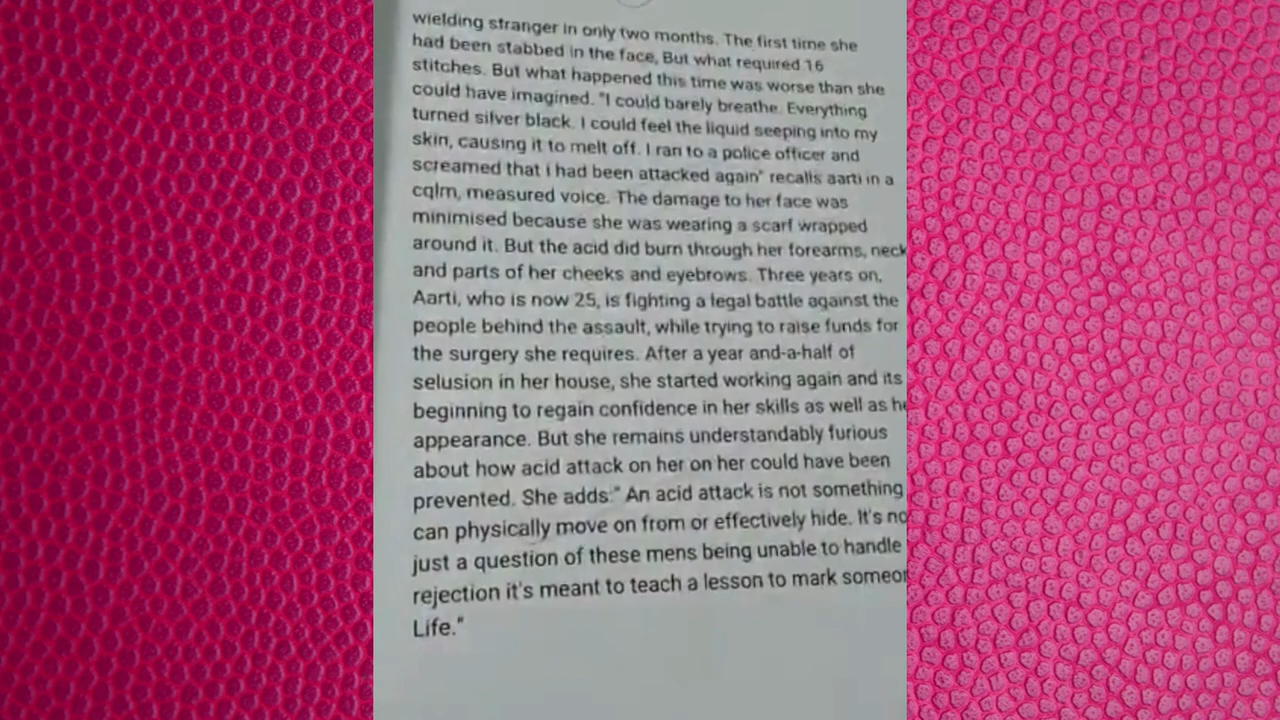 wielding stranger in only two months. The first time she
had been stabbed in the face, But what required 16
stitches. But what happened this time was worse than she
could have imagined. "I could barely breathe. Everything
turned silver black. I could feel the liquid seeping into my
skin, causing it to melt off. I ran to a police officer and
screamed that i had been attacked again" recalls aarti in a
cqlm, measured voice. The damage to her face was
minimised because she was wearing a scarf wrapped
around it. But the acid did burn through her forearms, neck
and parts of her cheeks and eyebrows. Three years on,
Aarti, who is now 25, is fighting a legal battle against the
people behind the assault, while trying to raise funds for
the surgery she requires. After a year and-a-half of
selusion in her house, she started working again and its
beginning to regain confidence in her skills as well as he
appearance. But she remains understandably furious
about how acid attack on her on her could have been
prevented. She adds:" An acid attack is not something
can physically move on from or effectively hide. It's no
just a question of these mens being unable to handle
rejection it's meant to teach a lesson to mark someon
Life."